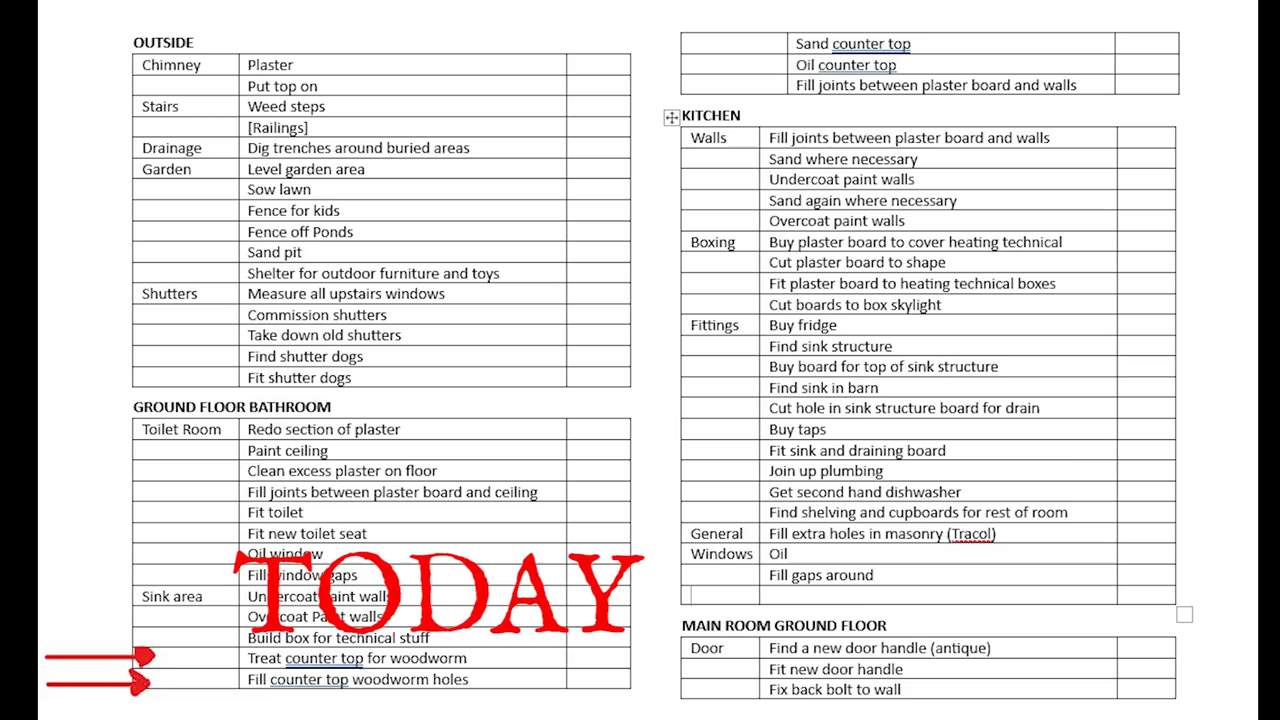 OUTSIDE
Chimney Plaster
Put top on
Stairs Weed steps
[Railings]
Drainage Dig trenches around buried areas
Garden Level garden area
Sow lawn
Fence for kids
Fence off Ponds
Sand pit
Shelter for outdoor furniture and toys
Shutters Measure all upstairs windows
Commission shutters
Take down old shutters
Find shutter dogs
Fit shutter dogs
GROUND FLOOR BATHROOM
Toilet Room Redo section of plaster
Paint ceiling
Clean excess plaster on floor
Fill joints between plaster board and ceiling
Fit toilet
Fit new toilet seat
Oil window
Fill window gaps
Sink area Undercoat paint walls
Overcoat Paint walls
Build box for technical stuff
Treat counter top for woodworm
Fill counter top woodworm holes
TODAY
Sand counter top
Oil counter top
Fill joints between plaster board and walls
KITCHEN
Walls Fill joints between plaster board and walls
Sand where necessary
Undercoat paint walls
Sand again where necessary
Overcoat paint walls
Boxing Buy plaster board to cover heating technical
Cut plaster board to shape
Fit plaster board to heating technical boxes
Cut boards to box skylight
Fittings Buy fridge
Find sink structure
Buy board for top of sink structure
Find sink in barn
Cut hole in sink structure board for drain
Buy taps
Fit sink and draining board
Join up plumbing
Get second hand dishwasher
Find shelving and cupboards for rest of room
General Fill extra holes in masonry (Tracol)
Windows Oil
Fill gaps around
MAIN ROOM GROUND FLOOR
Door Find a new door handle (antique)
Fit new door handle
Fix back bolt to wall